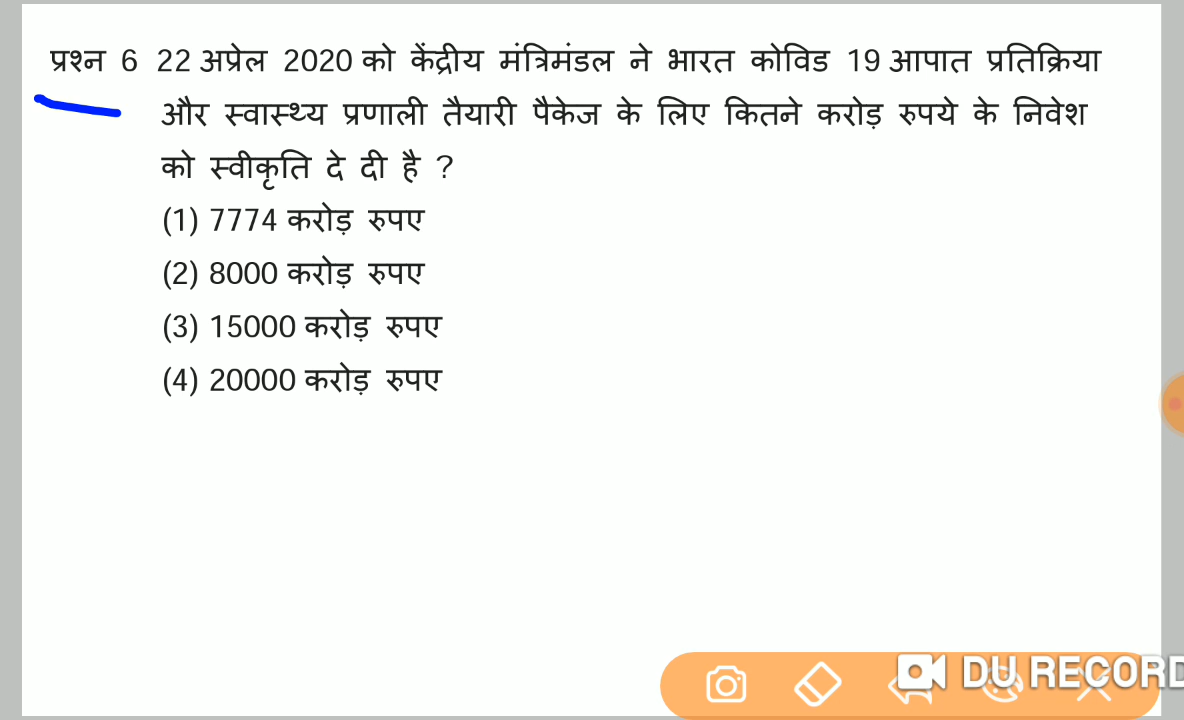 प्रश्न 6 22 अप्रेल 2020 को केंद्रीय मंत्रिमंडल ने भारत कोविड 19 आपात प्रतिक्रिया
और स्वास्थ्य प्रणाली तैयारी पैकेज के लिए कितने करोड़ रुपये के निवेश
को स्वीकृति दे दी है ?
(1) 7774 करोड़ रुपए
(2) 8000 करोड़ रुपए
(3) 15000 करोड़ रुपए
(4) 20000 करोड़ रुपए
DU RECORD